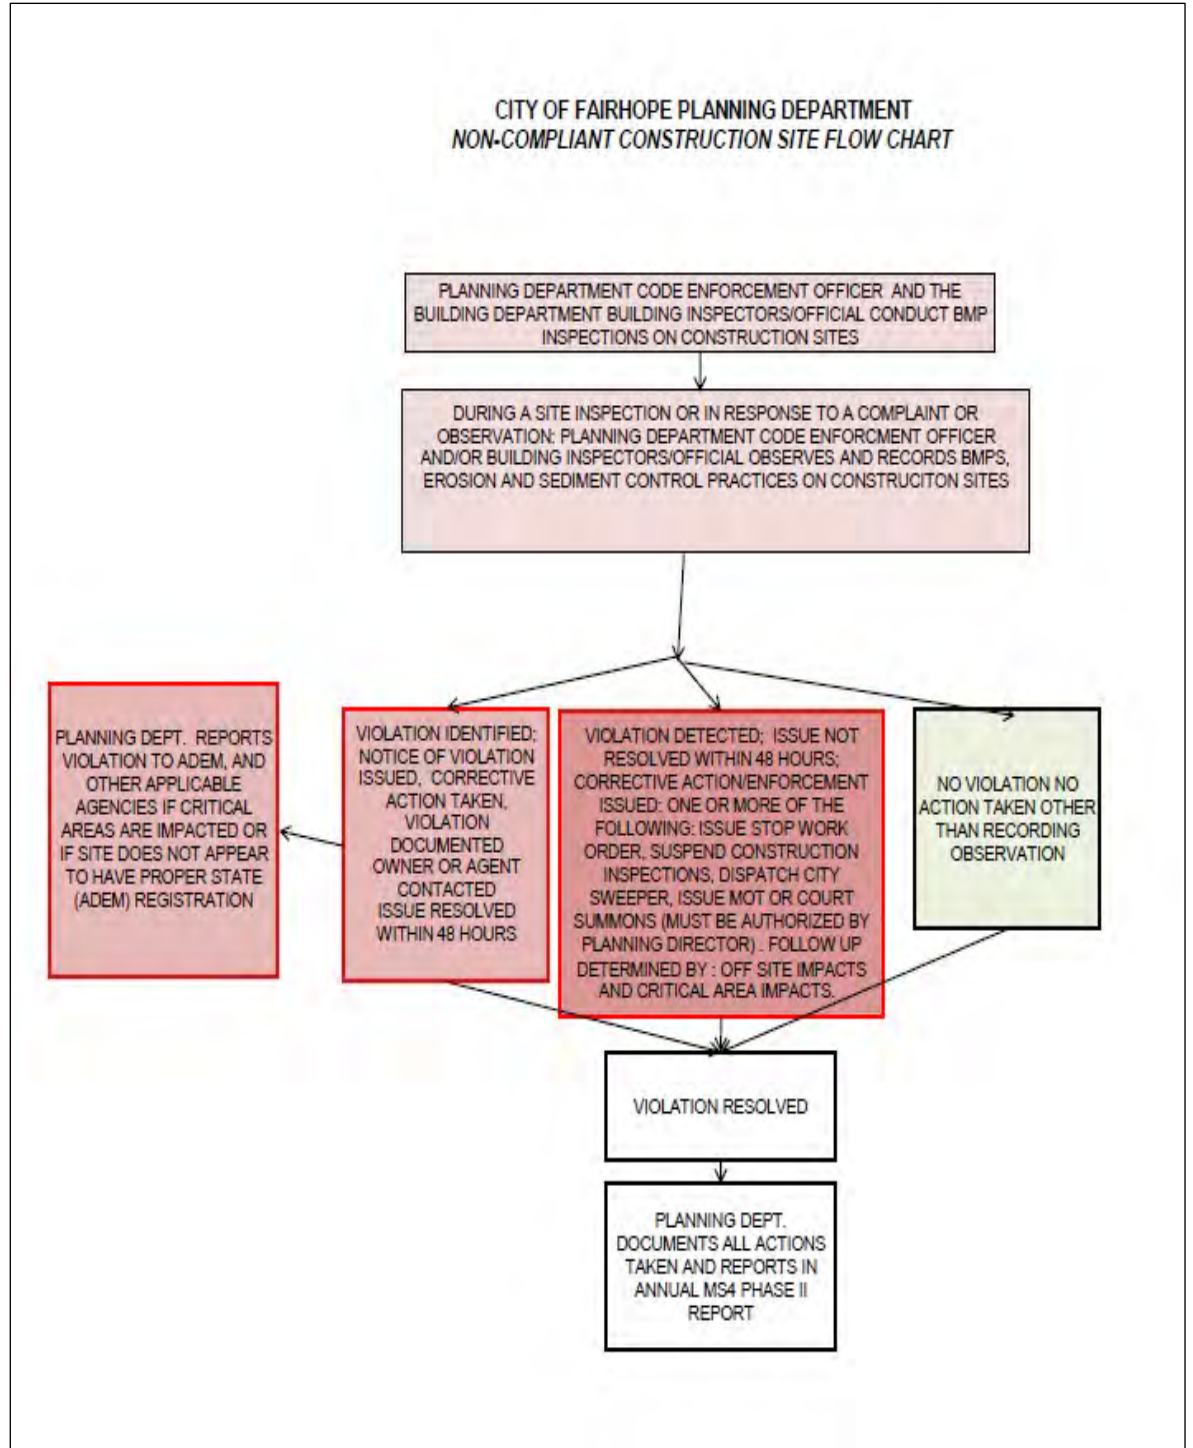 CITY OF FAIRHOPE PLANNING DEPARTMENT
NON-COMPLIANT CONSTRUCTION SITE FLOW CHART
PLANNING DEPARTMENT CODE ENFORCEMENT OFFICER AND THE
BUILDING DEPARTMENT BUILDING INSPECTORS/OFFICIAL CONDUCT BMP
INSPECTIONS ON CONSTRUCTION SITES
DURING A SITE INSPECTION OR IN RESPONSE TO A COMPLAINT OR
OBSERVATION: PLANNING DEPARTMENT CODE ENFORCMENT OFFICER
AND/OR BUILDING INSPECTORS/OFFICIAL OBSERVES AND RECORDS BMPS,
EROSION AND SEDIMENT CONTROL PRACTICES ON CONSTRUCITON SITES
PLANNING DEPT. REPORTS
VIOLATION TO ADEM, AND
OTHER APPLICABLE
AGENCIES IF CRITICAL
AREAS ARE IMPACTED OR
IF SITE DOES NOT APPEAR
TO HAVE PROPER STATE
(ADEM) REGISTRATION
VIOLATION IDENTIFIED;
NOTICE OF VIOLATION
ISSUED, CORRECTIVE
ACTION TAKEN,
VIOLATION
DOCUMENTED
OWNER OR AGENT
CONTACTED
ISSUE RESOLVED
WITHIN 48 HOURS
VIOLATION DETECTED; ISSUE NOT
RESOLVED WITHIN 48 HOURS;
CORRECTIVE ACTION/ENFORCEMENT
ISSUED: ONE OR MORE OF THE
FOLLOWING: ISSUE STOP WORK
ORDER, SUSPEND CONSTRUCTION
INSPECTIONS, DISPATCH CITY
SWEEPER, ISSUE MOT OR COURT
SUMMONS (MUST BE AUTHORIZED BY
PLANNING DIRECTOR) . FOLLOW UP
DETERMINED BY : OFF SITE IMPACTS
AND CRITICAL AREA IMPACTS.
NO VIOLATION NO
ACTION TAKEN OTHER
THAN RECORDING
OBSERVATION
VIOLATION RESOLVED
PLANNING DEPT.
DOCUMENTS ALL ACTIONS
TAKEN AND REPORTS IN
ANNUAL MS4 PHASE II
REPORT